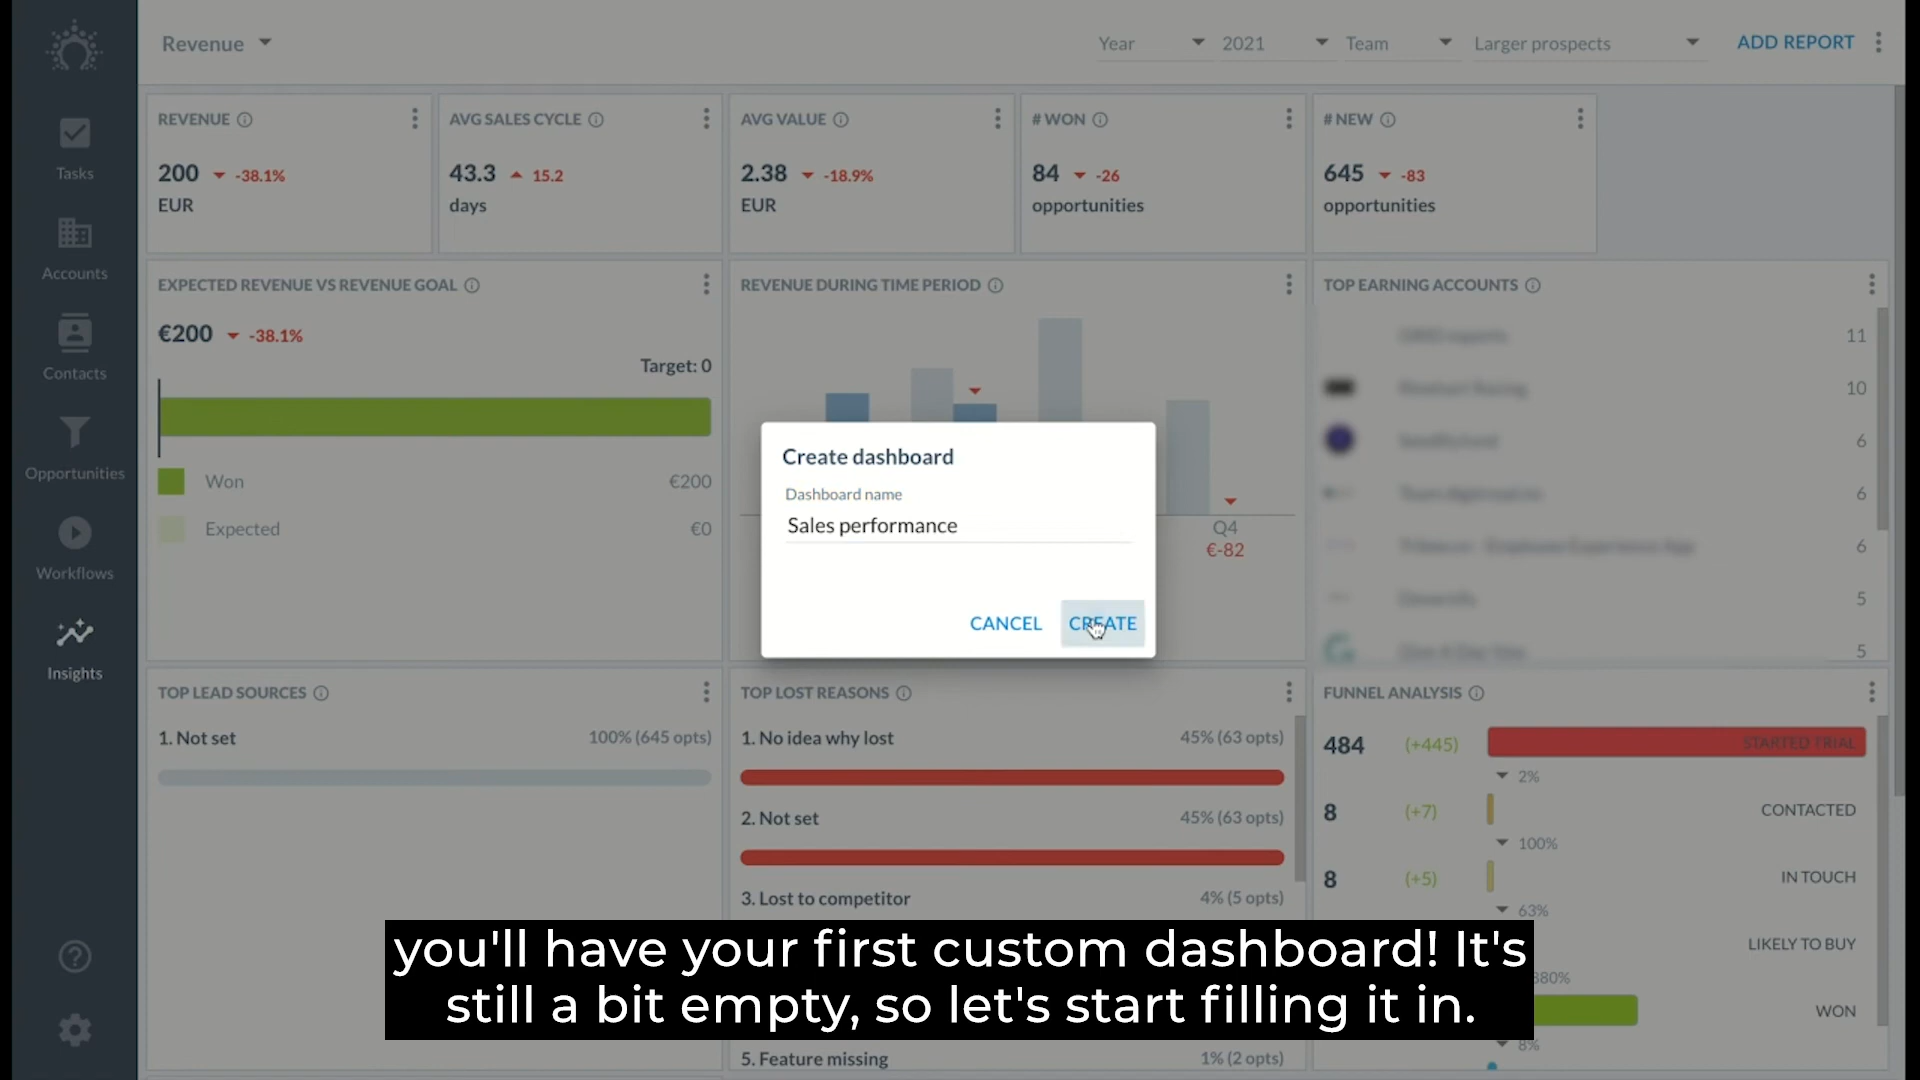 Revenue
Year
2021
Team
Larger prospects
ADD REPORT
Tasks
Accounts
Contacts
Opportunities
Workflows
Insights
REVENUE
200 -38.1%
EUR
AVG SALES CYCLE
43.3 15.2
days
AVG VALUE
2.38 -18.9%
EUR
# WON
84 -26
opportunities
# NEW
645 -83
opportunities
EXPECTED REVENUE VS REVENUE GOAL
€200 -38.1%
Target: 0
Won €200
Expected €0
REVENUE DURING TIME PERIOD
Q4
€-82
TOP EARNING ACCOUNTS
11
10
6
6
6
5
5
Create dashboard
Dashboard name
Sales performance
CANCEL CREATE
TOP LEAD SOURCES
1. Not set 100% (645 opts)
TOP LOST REASONS
1. No idea why lost 45% (63 opts)
2. Not set 45% (63 opts)
3. Lost to competitor 4% (5 opts)
5. Feature missing 1% (2 opts)
FUNNEL ANALYSIS
484 (+445) STARTED TRIAL
2%
8 (+7) CONTACTED
100%
8 (+5) IN TOUCH
63%
LIKELY TO BUY
WON
8%
you'll have your first custom dashboard! It's
still a bit empty, so let's start filling it in.